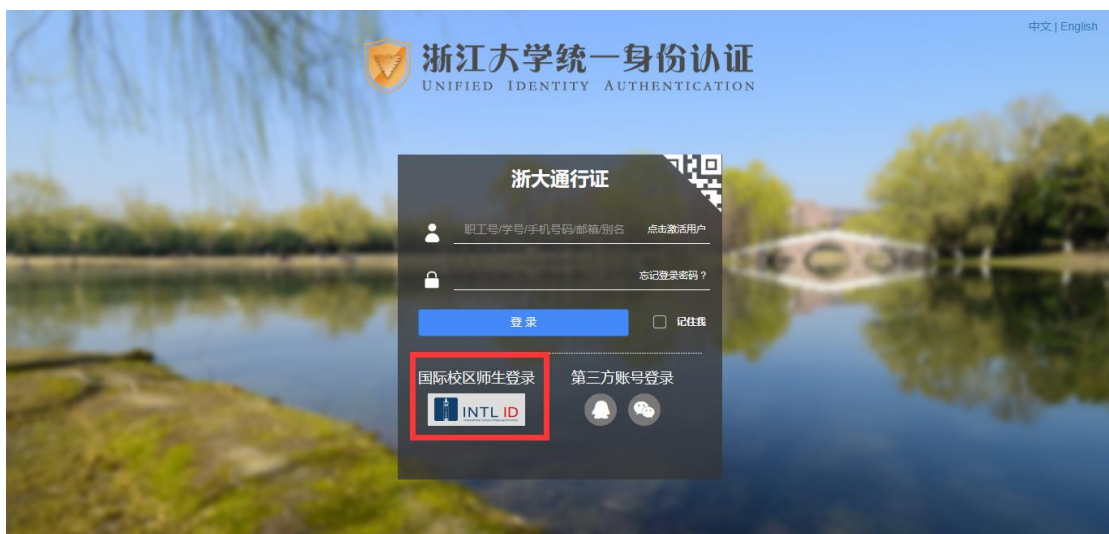 中文 | English
浙江大学统一身份认证
UNIFIED IDENTITY AUTHENTICATION
浙大通行证
职工号/学号/手机号码/邮箱/别名 点击激活用户
忘记登录密码？
登 录 记住我
国际校区师生登录 第三方账号登录
INTL ID